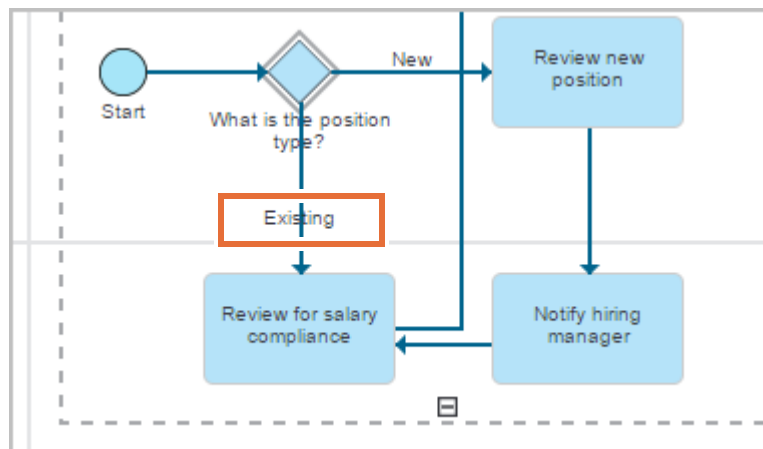 New
Review new
position
Start
What is the position
type?
Existing
Review for salary
compliance
Notify hiring
manager